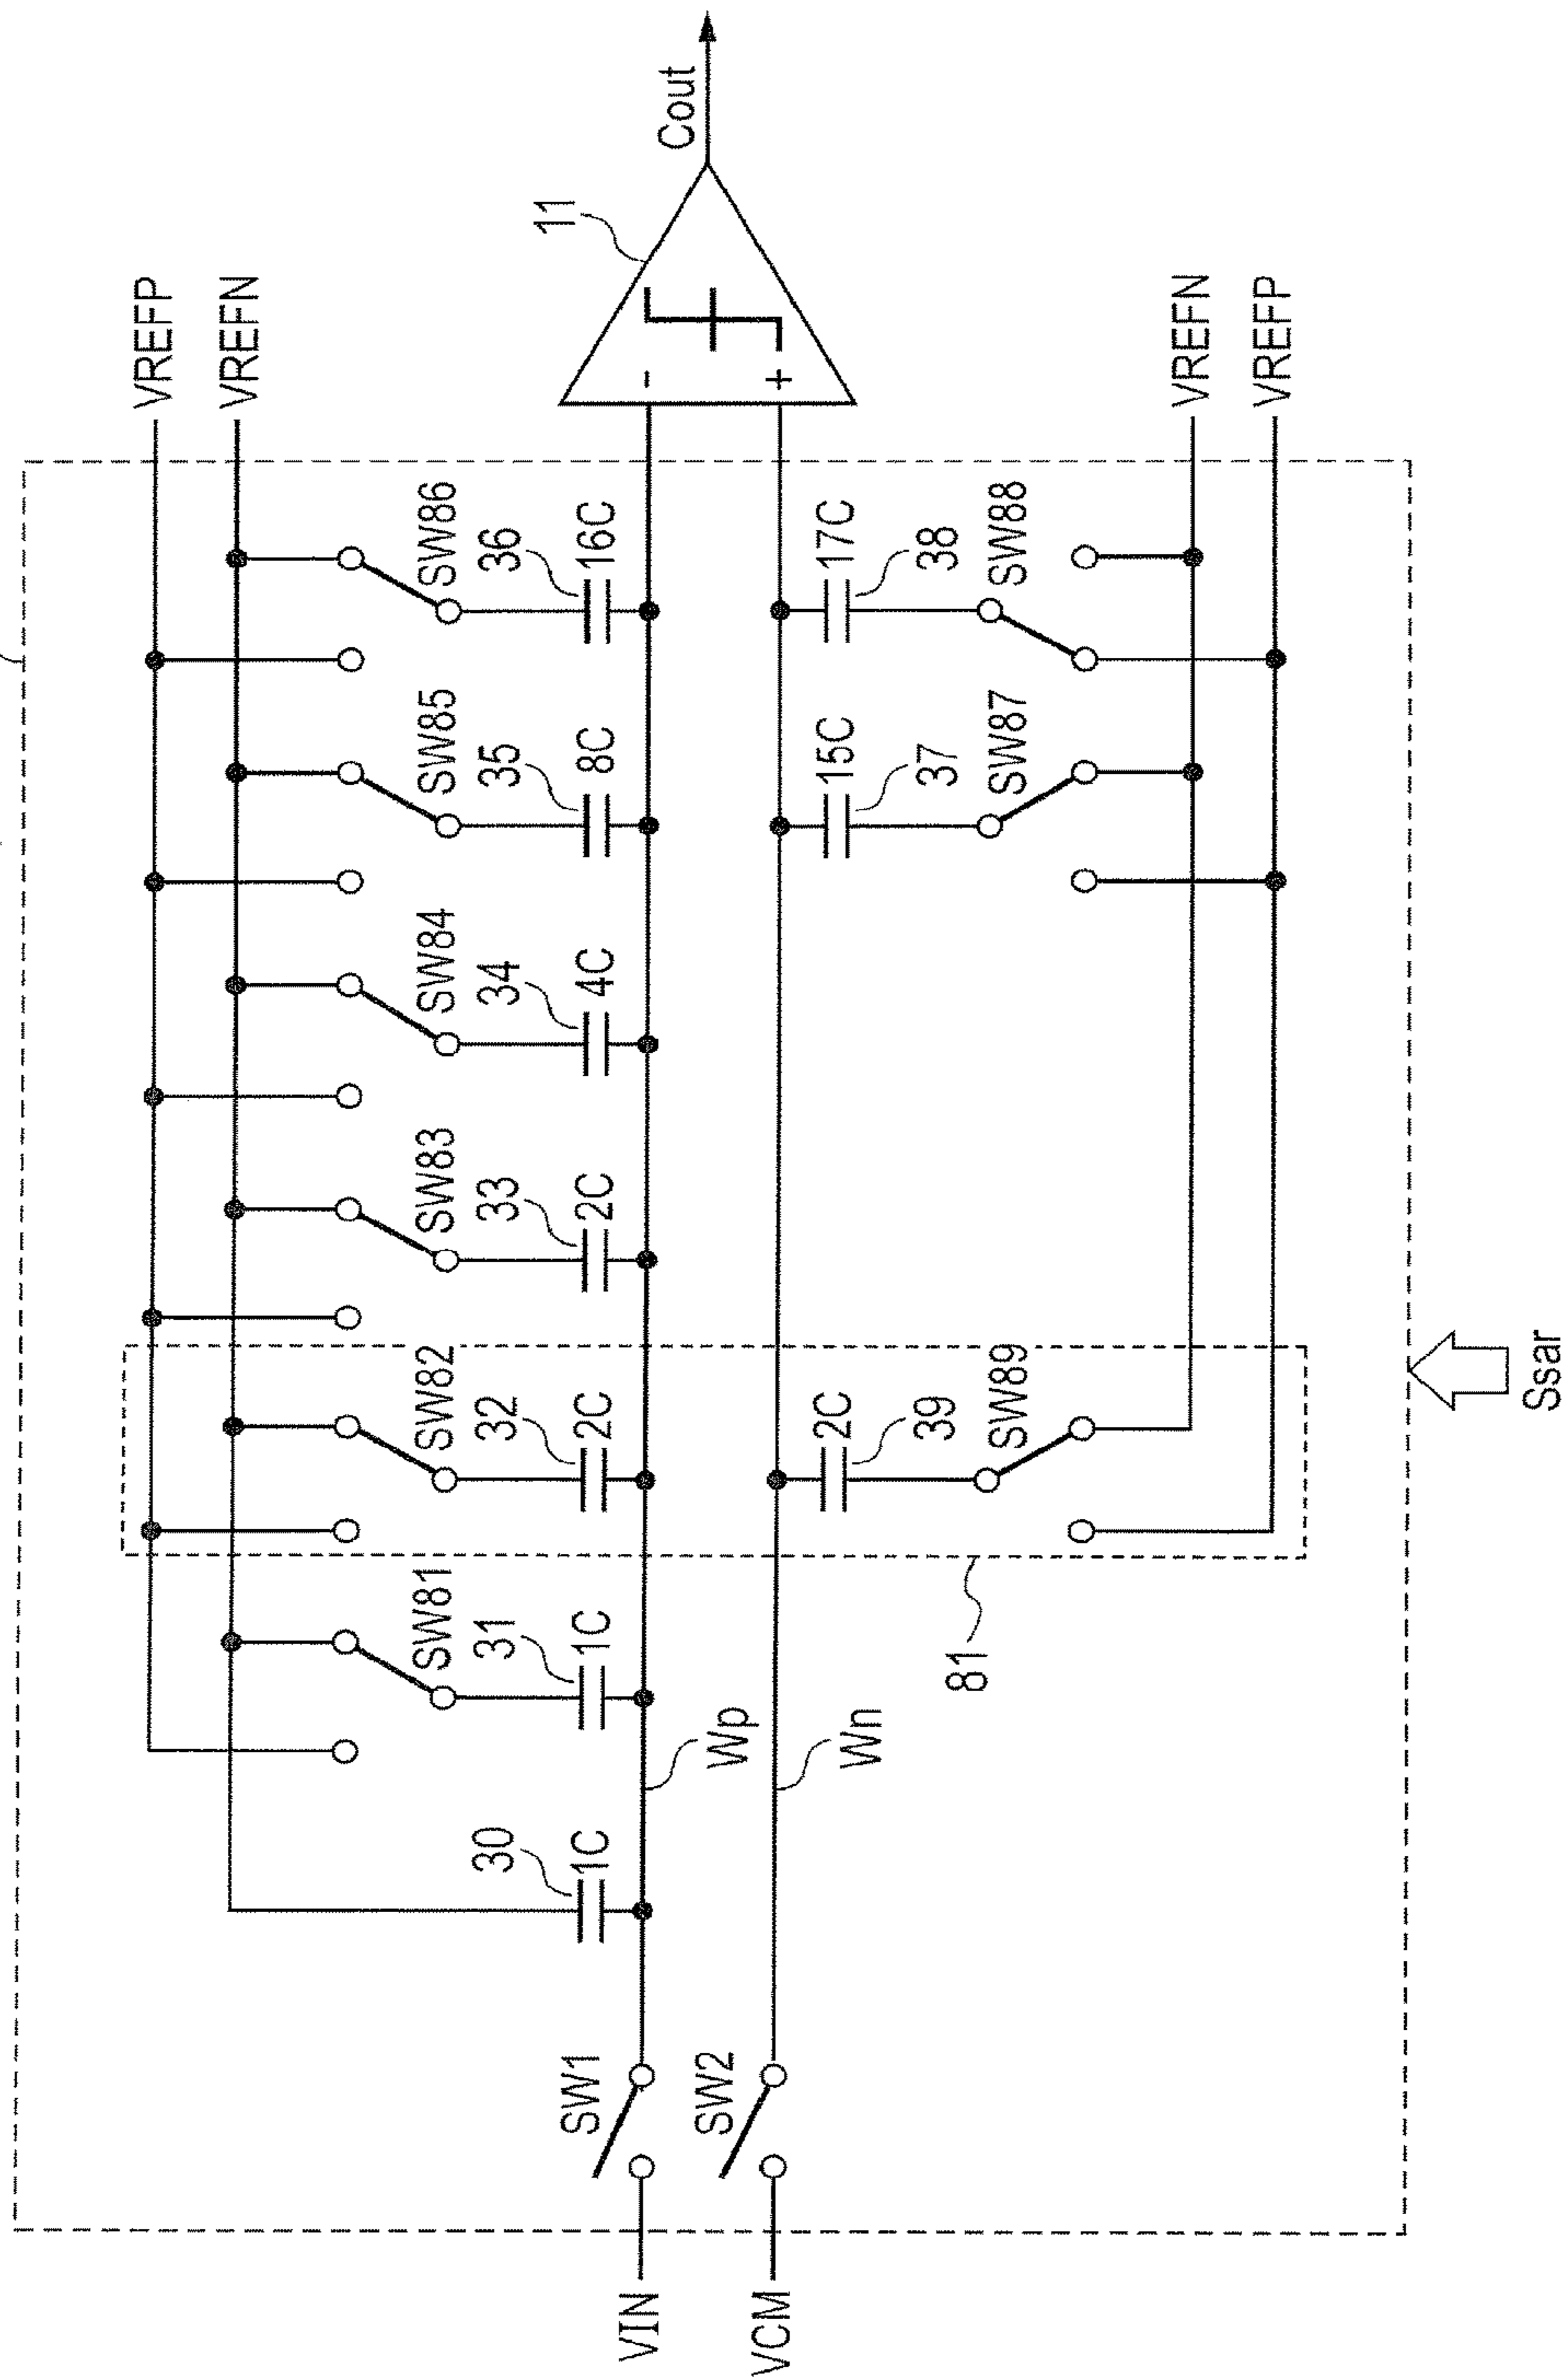 VREFP
VREFN
SW81
SW82
SW83
SW84
SW85
SW86
30
31
32
33
34
35
36
1C
1C
2C
2C
4C
8C
16C
SW1
VIN
Wp
11
-
+
Cout
SW2
VCM
Wn
2C
15C
17C
39
37
38
SW89
SW87
SW88
81
VREFN
VREFP
Ssar